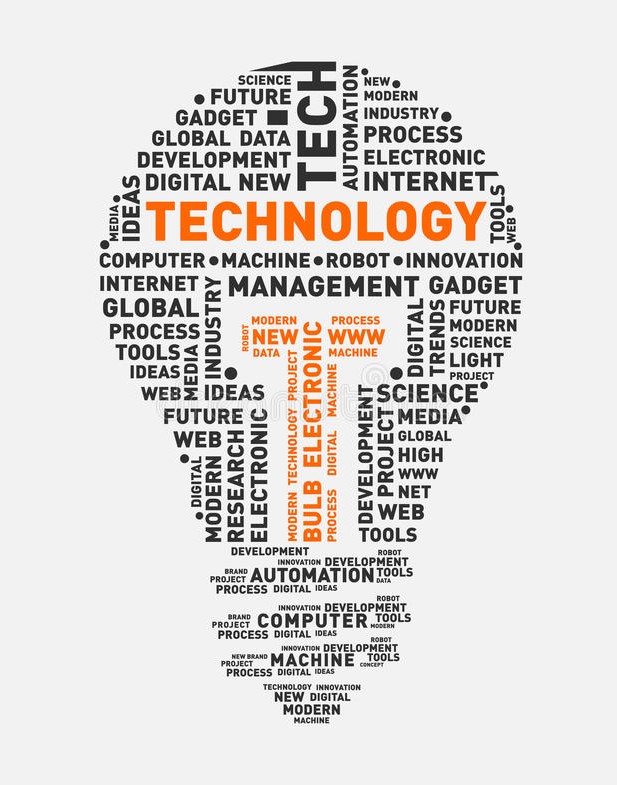 SCIENCE
FUTURE
GADGET
GLOBAL DATA
DEVELOPMENT
DIGITAL NEW
TECH
AUTOMATION
NEW
MODERN
INDUSTRY
PROCESS
ELECTRONIC
INTERNET
MEDIA
IDEAS
TECHNOLOGY
TOOLS
WEB
COMPUTER • MACHINE • ROBOT • INNOVATION
INTERNET
GLOBAL
PROCESS
TOOLS
IDEAS
WEB
MEDIA
INDUSTRY
IDEAS
FUTURE
WEB
DIGITAL
MODERN
RESEARCH
ELECTRONIC
MANAGEMENT GADGET
ROBOT
MODERN
NEW
DATA
PROCESS
WWW
MACHINE
MODERN TECHNOLOGY PROJECT
BULB ELECTRONIC
PROCESS DIGITAL MACHINE
DIGITAL
TRENDS
FUTURE
MODERN
SCIENCE
LIGHT
PROJECT
SCIENCE
MEDIA
GLOBAL
HIGH
WWW
NET
WEB
TOOLS
DEVELOPMENT
PROJECT
DEVELOPMENT
ROBOT
INNOVATION DEVELOPMENT
BRAND
PROJECT
AUTOMATION
TOOLS
DATA
PROCESS DIGITAL IDEAS
ROBOT
INNOVATION DEVELOPMENT
BRAND
PROJECT
COMPUTER
TOOLS
MODERN
PROCESS DIGITAL IDEAS
ROBOT
INNOVATION DEVELOPMENT
NEW BRAND
PROJECT
MACHINE
TOOLS
CONCEPT
PROCESS DIGITAL IDEAS
TECHNOLOGY INNOVATION
NEW DIGITAL
MODERN
MACHINE